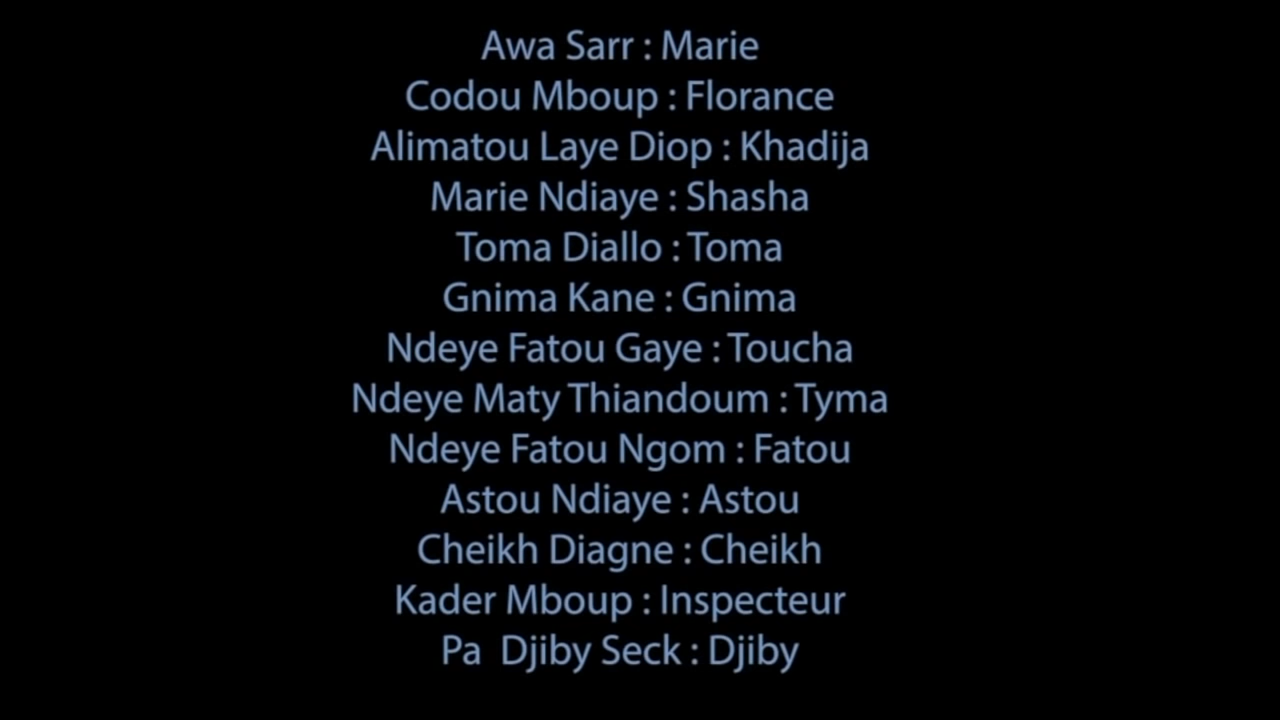 Awa Sarr : Marie
Codou Mboup : Florance
Alimatou Laye Diop : Khadija
Marie Ndiaye : Shasha
Toma Diallo : Toma
Gnima Kane : Gnima
Ndeye Fatou Gaye : Toucha
Ndeye Maty Thiandoum : Tyma
Ndeye Fatou Ngom : Fatou
Astou Ndiaye : Astou
Cheikh Diagne : Cheikh
Kader Mboup : Inspecteur
Pa  Djiby Seck : Djiby